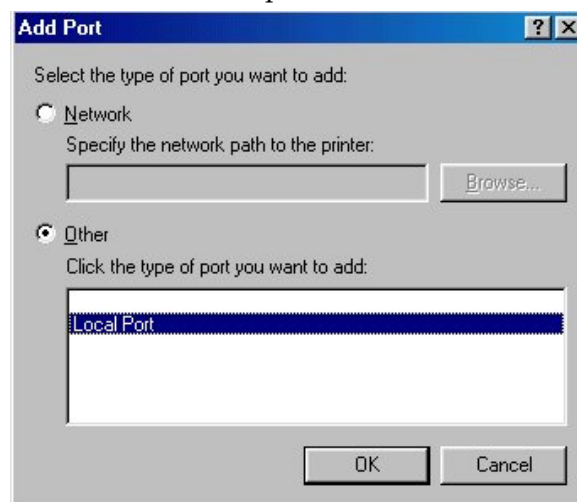 Add Port
Select the type of port you want to add:
Network
Specify the network path to the printer:
Browse...
Other
Click the type of port you want to add:
Local Port
OK Cancel